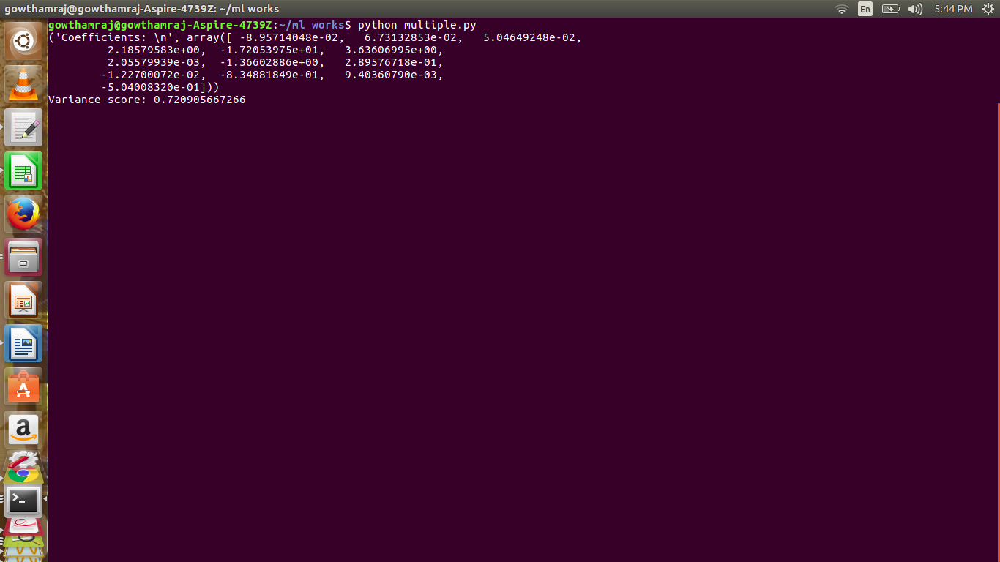 gowthamraj@gowthamraj-Aspire-4739Z: ~/ml works
En
5:44 PM
gowthamraj@gowthamraj-Aspire-4739Z:~/ml works$ python multiple.py
('Coefficients: \n', array([ -8.95714048e-02,   6.73132853e-02,   5.04649248e-02,
         2.18579583e+00,  -1.72053975e+01,   3.63606995e+00,
         2.05579939e-03,  -1.36602886e+00,   2.89576718e-01,
        -1.22700072e-02,  -8.34881849e-01,   9.40360790e-03,
        -5.04008320e-01]))
Variance score: 0.720905667266